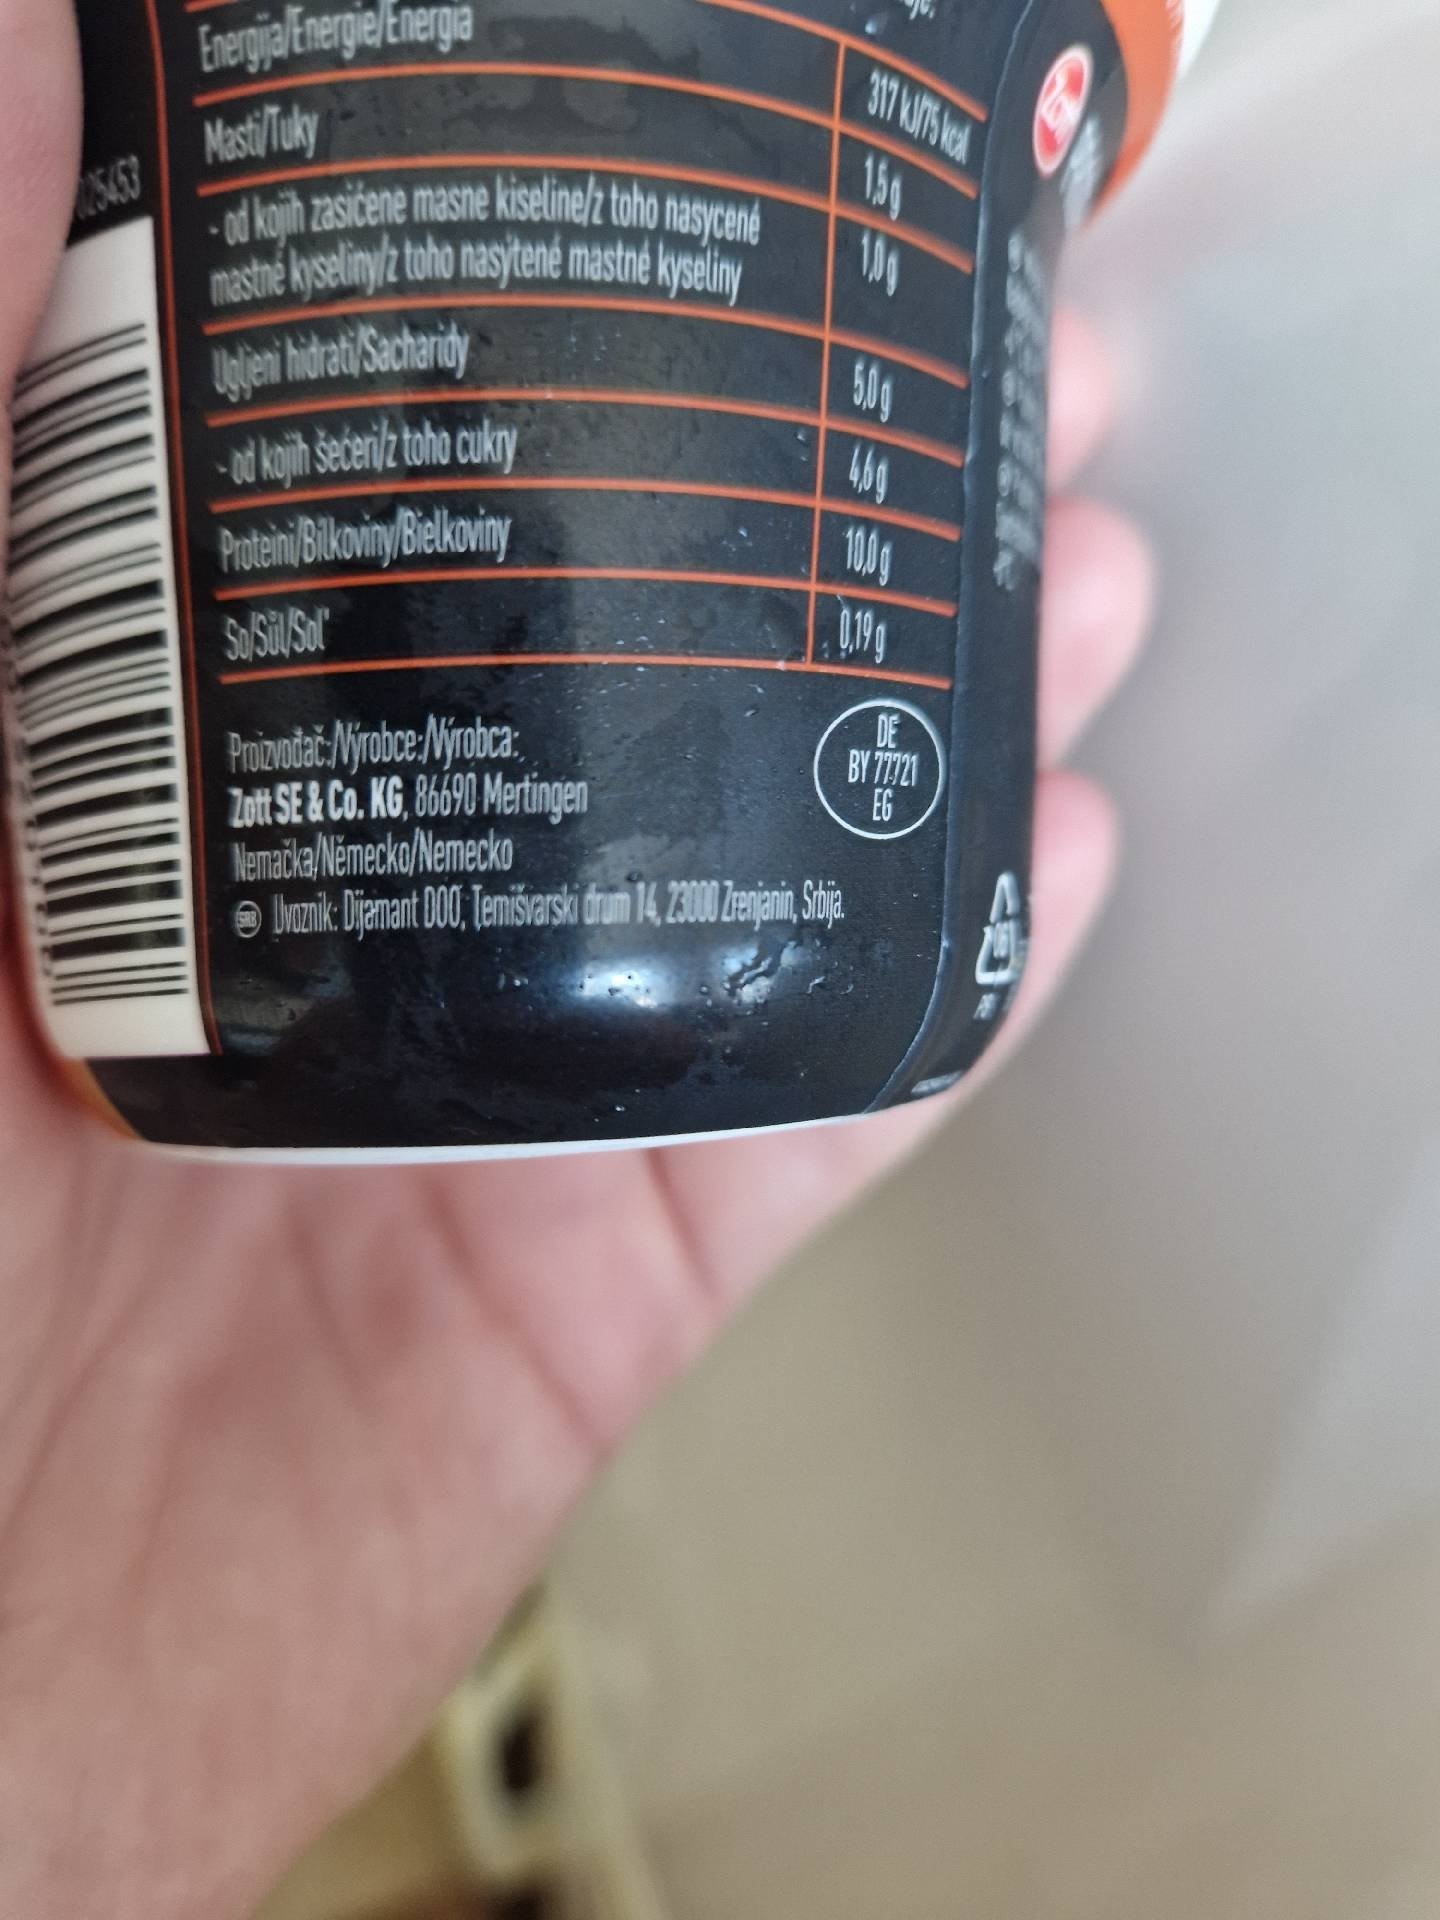 Energija/Energie/Energia
317 kJ/75 kcal
Masti/Tuky
1,5 g
- od kojih zasićene masne kiseline/z toho nasycené
mastné kyseliny/z toho nasýtené mastné kyseliny
1,0 g
Ugljeni hidrati/Sacharidy
5,0 g
- od kojih šećeri/z toho cukry
4,6 g
Proteini/Bílkoviny/Bielkoviny
10,0 g
So/Sůl/Soľ
0,19 g
Proizvođač:/Výrobce:/Výrobca:
Zott SE & Co. KG, 86690 Mertingen
Nemačka/Německo/Nemecko
SRB Uvoznik: Dijamant DOO, Temišvarski drum 14, 23000 Zrenjanin, Srbija.
DE
BY 77721
EG
25453
Zott